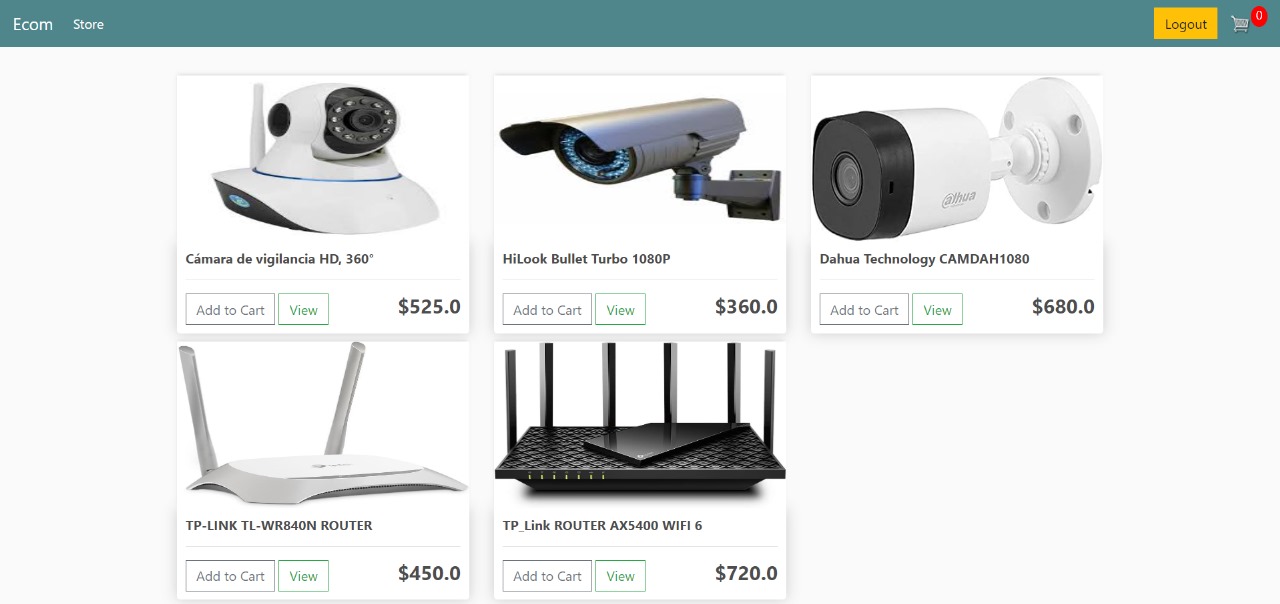 Ecom Store Logout 0
alhua
Cámara de vigilancia HD, 360°
Add to Cart View $525.0
HiLook Bullet Turbo 1080P
Add to Cart View $360.0
Dahua Technology CAMDAH1080
Add to Cart View $680.0
TP-LINK TL-WR840N ROUTER
Add to Cart View $450.0
TP_Link ROUTER AX5400 WIFI 6
Add to Cart View $720.0